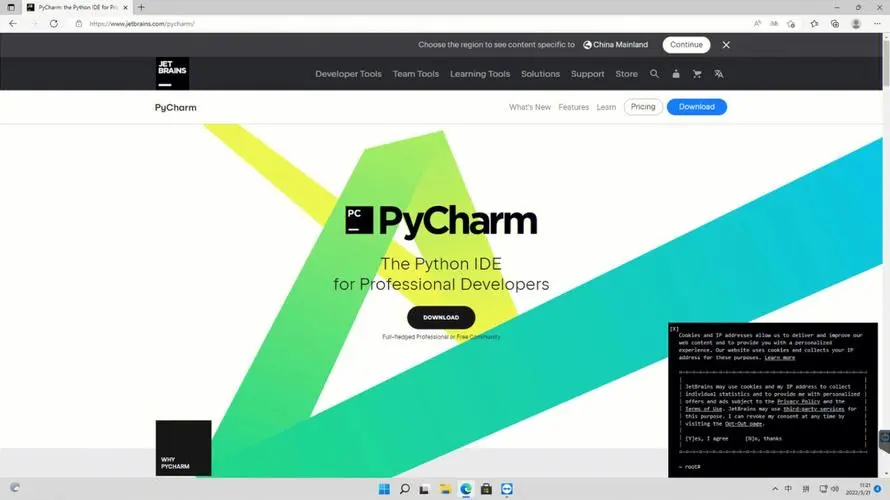 PyCharm: the Python IDE for Pro
https://www.jetbrains.com/pycharm/
Choose the region to see content specific to China Mainland Continue
JET
BRAINS
Developer Tools Team Tools Learning Tools Solutions Support Store
PyCharm What's New Features Learn Pricing Download
PC PyCharm
The Python IDE
for Professional Developers
DOWNLOAD
Full-fledged Professional or Free Community
[X]
Cookies and IP addresses allow us to deliver and improve our
web content and to provide you with a personalized
experience. Our website uses cookies and collects your IP
address for these purposes. Learn more
JetBrains may use cookies and my IP address to collect
individual statistics and to provide me with personalized
offers and ads subject to the Privacy Policy and the
Terms of Use. JetBrains may use third-party services for
this purpose. I can revoke my consent at any time by
visiting the Opt-Out page.
[Y]es, I agree [N]o, thanks
~ root#
WHY
PYCHARM
中 拼 11:21
2022/3/21